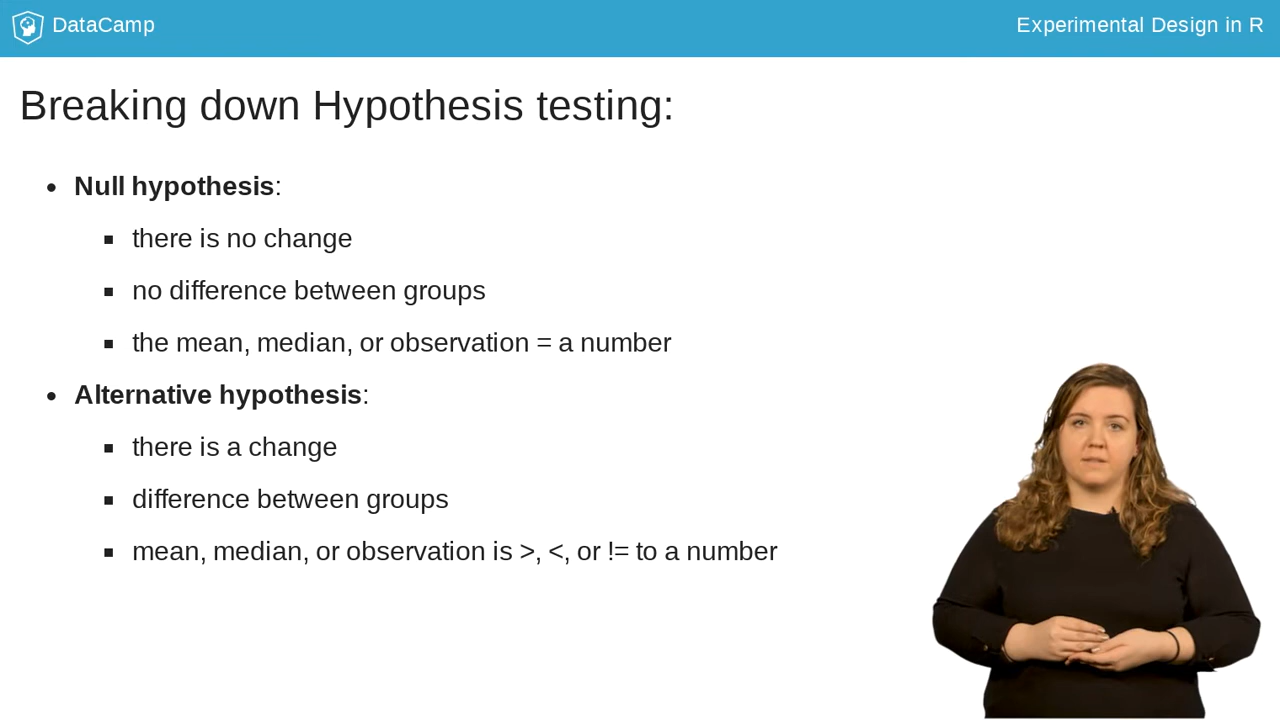 DataCamp
Experimental Design in R
Breaking down Hypothesis testing:
• Null hypothesis:
▪ there is no change
▪ no difference between groups
▪ the mean, median, or observation = a number
• Alternative hypothesis:
▪ there is a change
▪ difference between groups
▪ mean, median, or observation is >, <, or != to a number